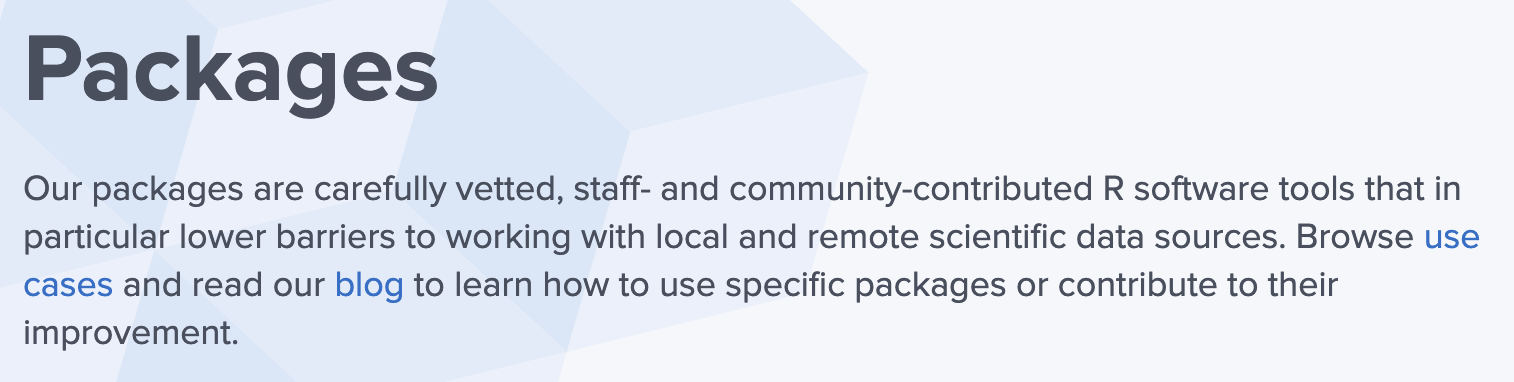 Packages
Our packages are carefully vetted, staff- and community-contributed R software tools that in
particular lower barriers to working with local and remote scientific data sources. Browse use
cases and read our blog to learn how to use specific packages or contribute to their
improvement.